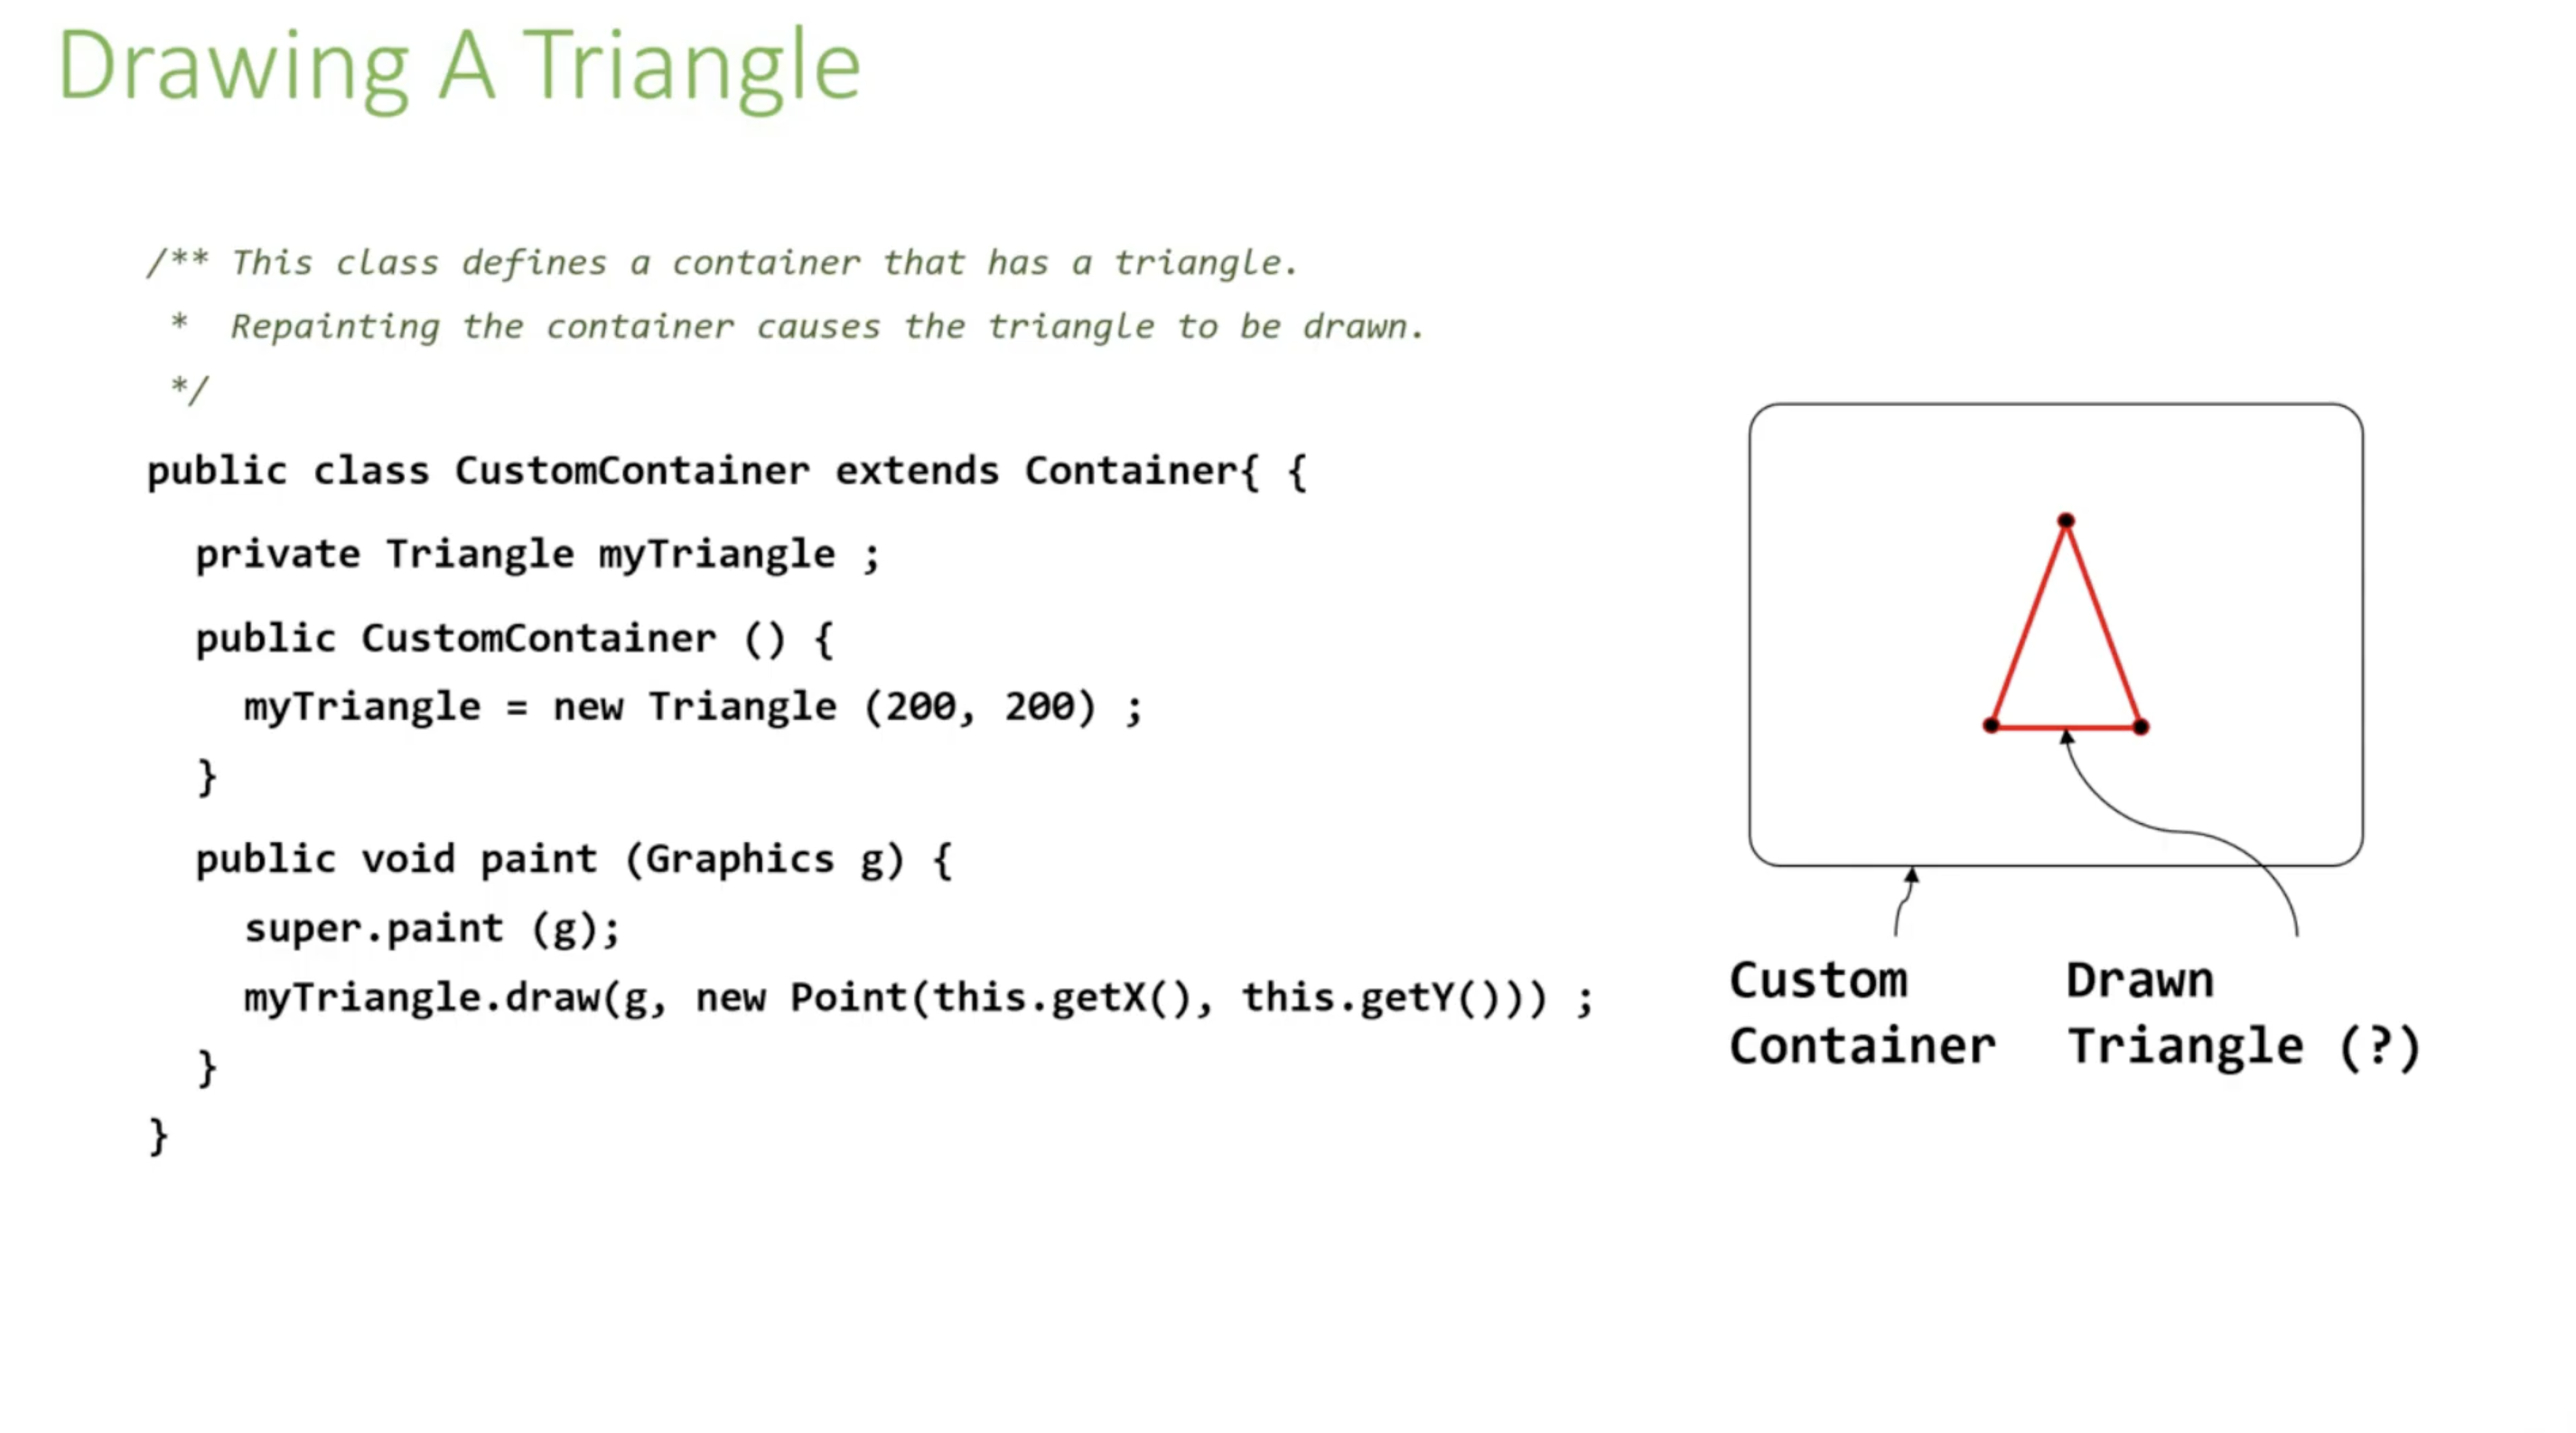 Drawing A Triangle
/** This class defines a container that has a triangle.
 *  Repainting the container causes the triangle to be drawn.
 */
public class CustomContainer extends Container{ {
  private Triangle myTriangle ;
  public CustomContainer () {
    myTriangle = new Triangle (200, 200) ;
  }
  public void paint (Graphics g) {
    super.paint (g);
    myTriangle.draw(g, new Point(this.getX(), this.getY())) ;
  }
}
Custom
Container
Drawn
Triangle (?)